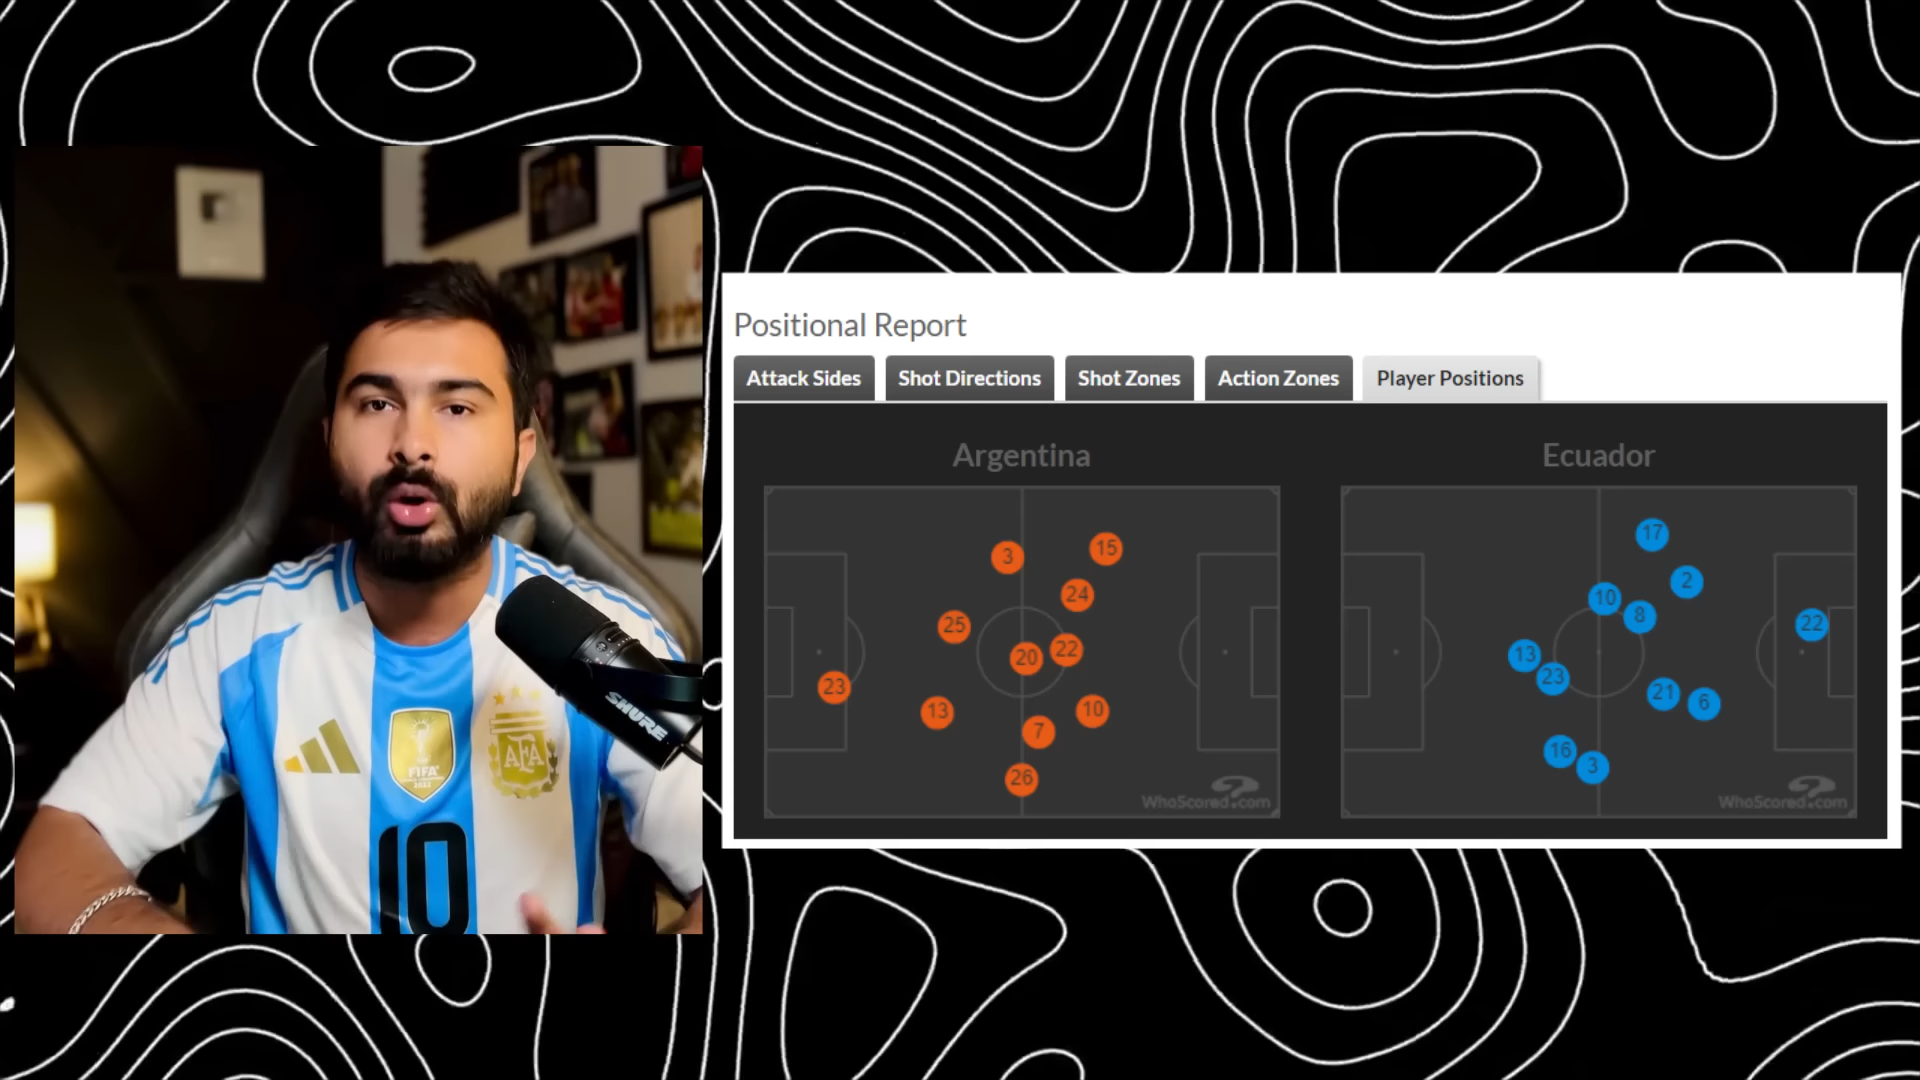 Positional Report
Attack Sides
Shot Directions
Shot Zones
Action Zones
Player Positions
Argentina
3
15
24
25
20
22
23
13
7
10
26
WhoScored.com
Ecuador
17
2
10
8
22
13
23
21
6
16
3
WhoScored.com
SHURE
FIFA
2022
AFA
10